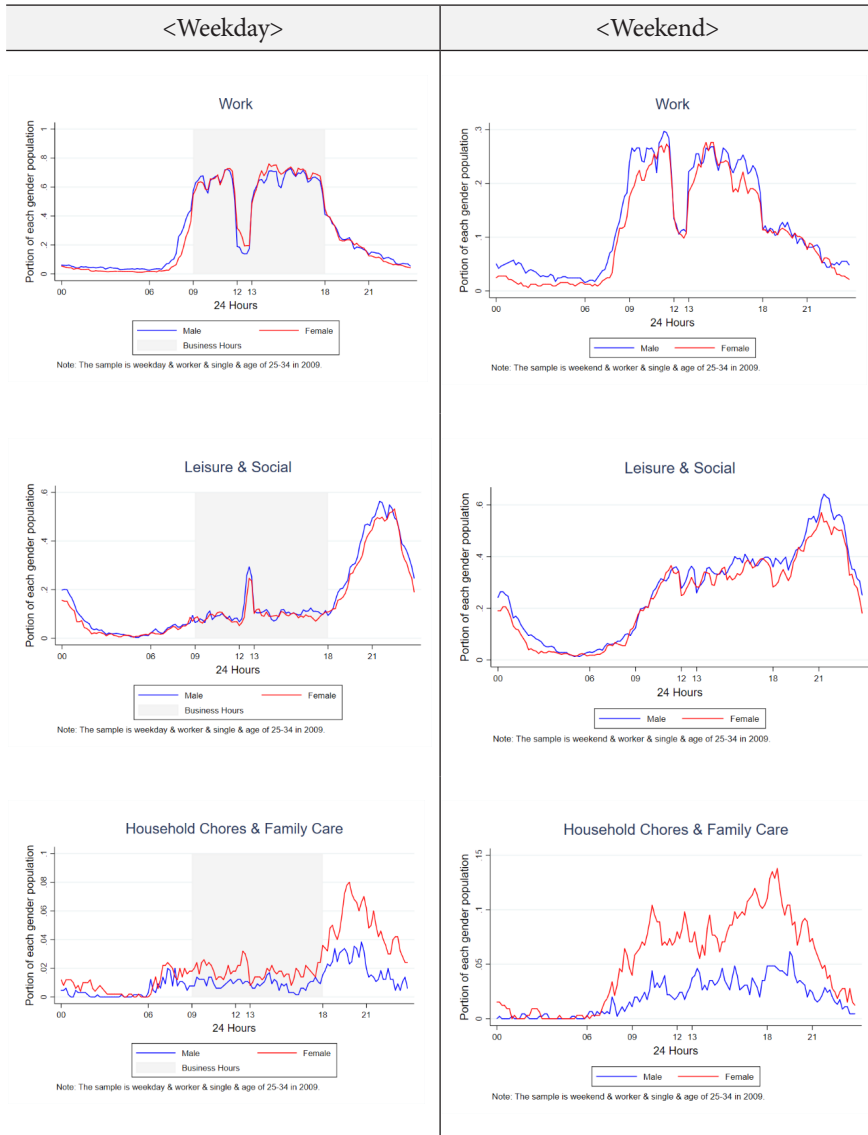 <Weekday>
<Weekend>
Work
Portion of each gender population
0 .2 .4 .6 .8 1
00 06 09 12 13 18 21
24 Hours
Male Female
Business Hours
Note: The sample is weekday & worker & single & age of 25-34 in 2009.
Work
Portion of each gender population
0 .1 .2 .3
00 06 09 12 13 18 21
24 Hours
Male Female
Note: The sample is weekend & worker & single & age of 25-34 in 2009.
Leisure & Social
Portion of each gender population
0 .2 .4 .6
00 06 09 12 13 18 21
24 Hours
Male Female
Business Hours
Note: The sample is weekday & worker & single & age of 25-34 in 2009.
Leisure & Social
Portion of each gender population
0 .2 .4 .6
00 06 09 12 13 18 21
24 Hours
Male Female
Note: The sample is weekend & worker & single & age of 25-34 in 2009.
Household Chores & Family Care
Portion of each gender population
0 .02 .04 .06 .08 .1
00 06 09 12 13 18 21
24 Hours
Male Female
Business Hours
Note: The sample is weekday & worker & single & age of 25-34 in 2009.
Household Chores & Family Care
Portion of each gender population
0 .05 .1 .15
00 06 09 12 13 18 21
24 Hours
Male Female
Note: The sample is weekend & worker & single & age of 25-34 in 2009.